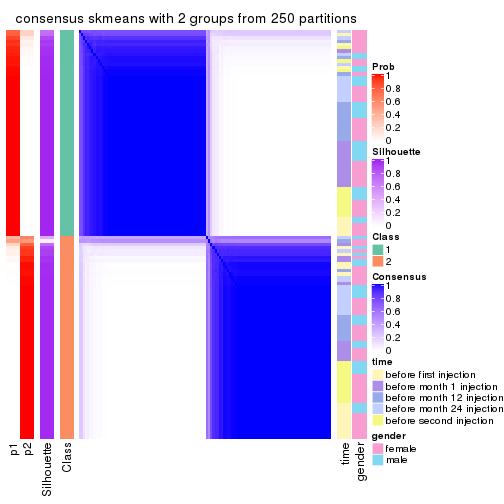 consensus skmeans with 2 groups from 250 partitions
Prob
1
0.8
0.6
0.4
0.2
0
Silhouette
1
0.8
0.6
0.4
0.2
0
Class
1
2
Consensus
1
0.8
0.6
0.4
0.2
0
time
before first injection
before month 1 injection
before month 12 injection
before month 24 injection
before second injection
gender
female
male
p1
p2
Silhouette
Class
time
gender